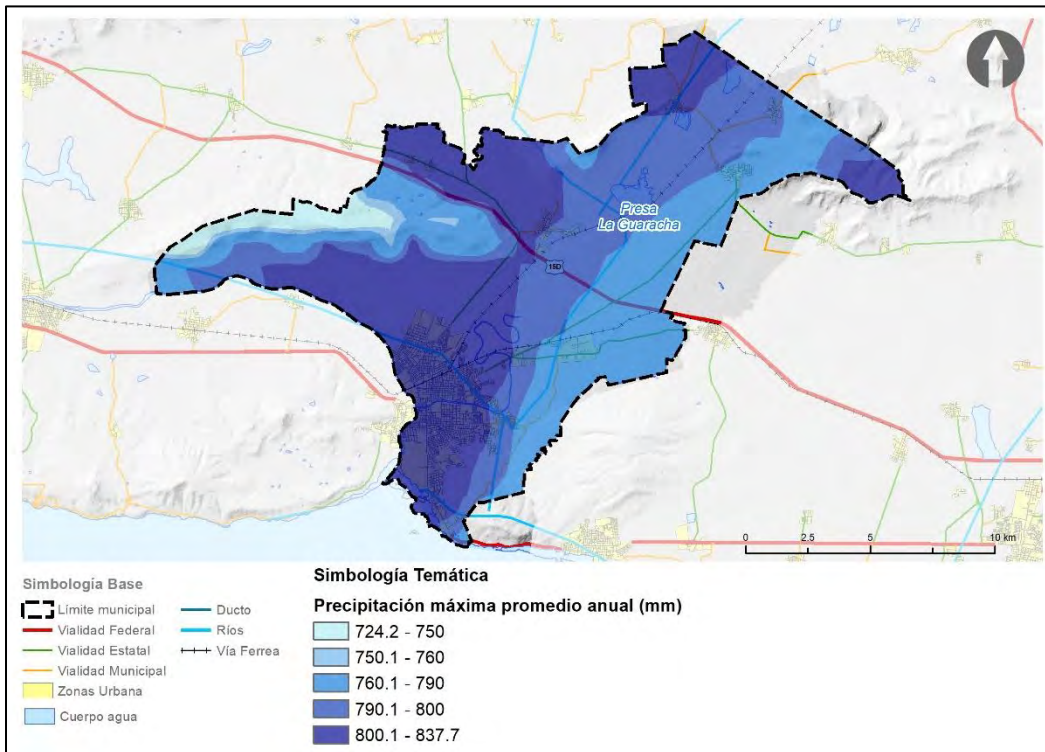 Presa
La Guaracha
15D
0 2.5 5 10 km
Simbología Base
Límite municipal
Vialidad Federal
Vialidad Estatal
Vialidad Municipal
Zonas Urbana
Cuerpo agua
Ducto
Ríos
Vía Ferrea
Simbología Temática
Precipitación máxima promedio anual (mm)
724.2 - 750
750.1 - 760
760.1 - 790
790.1 - 800
800.1 - 837.7